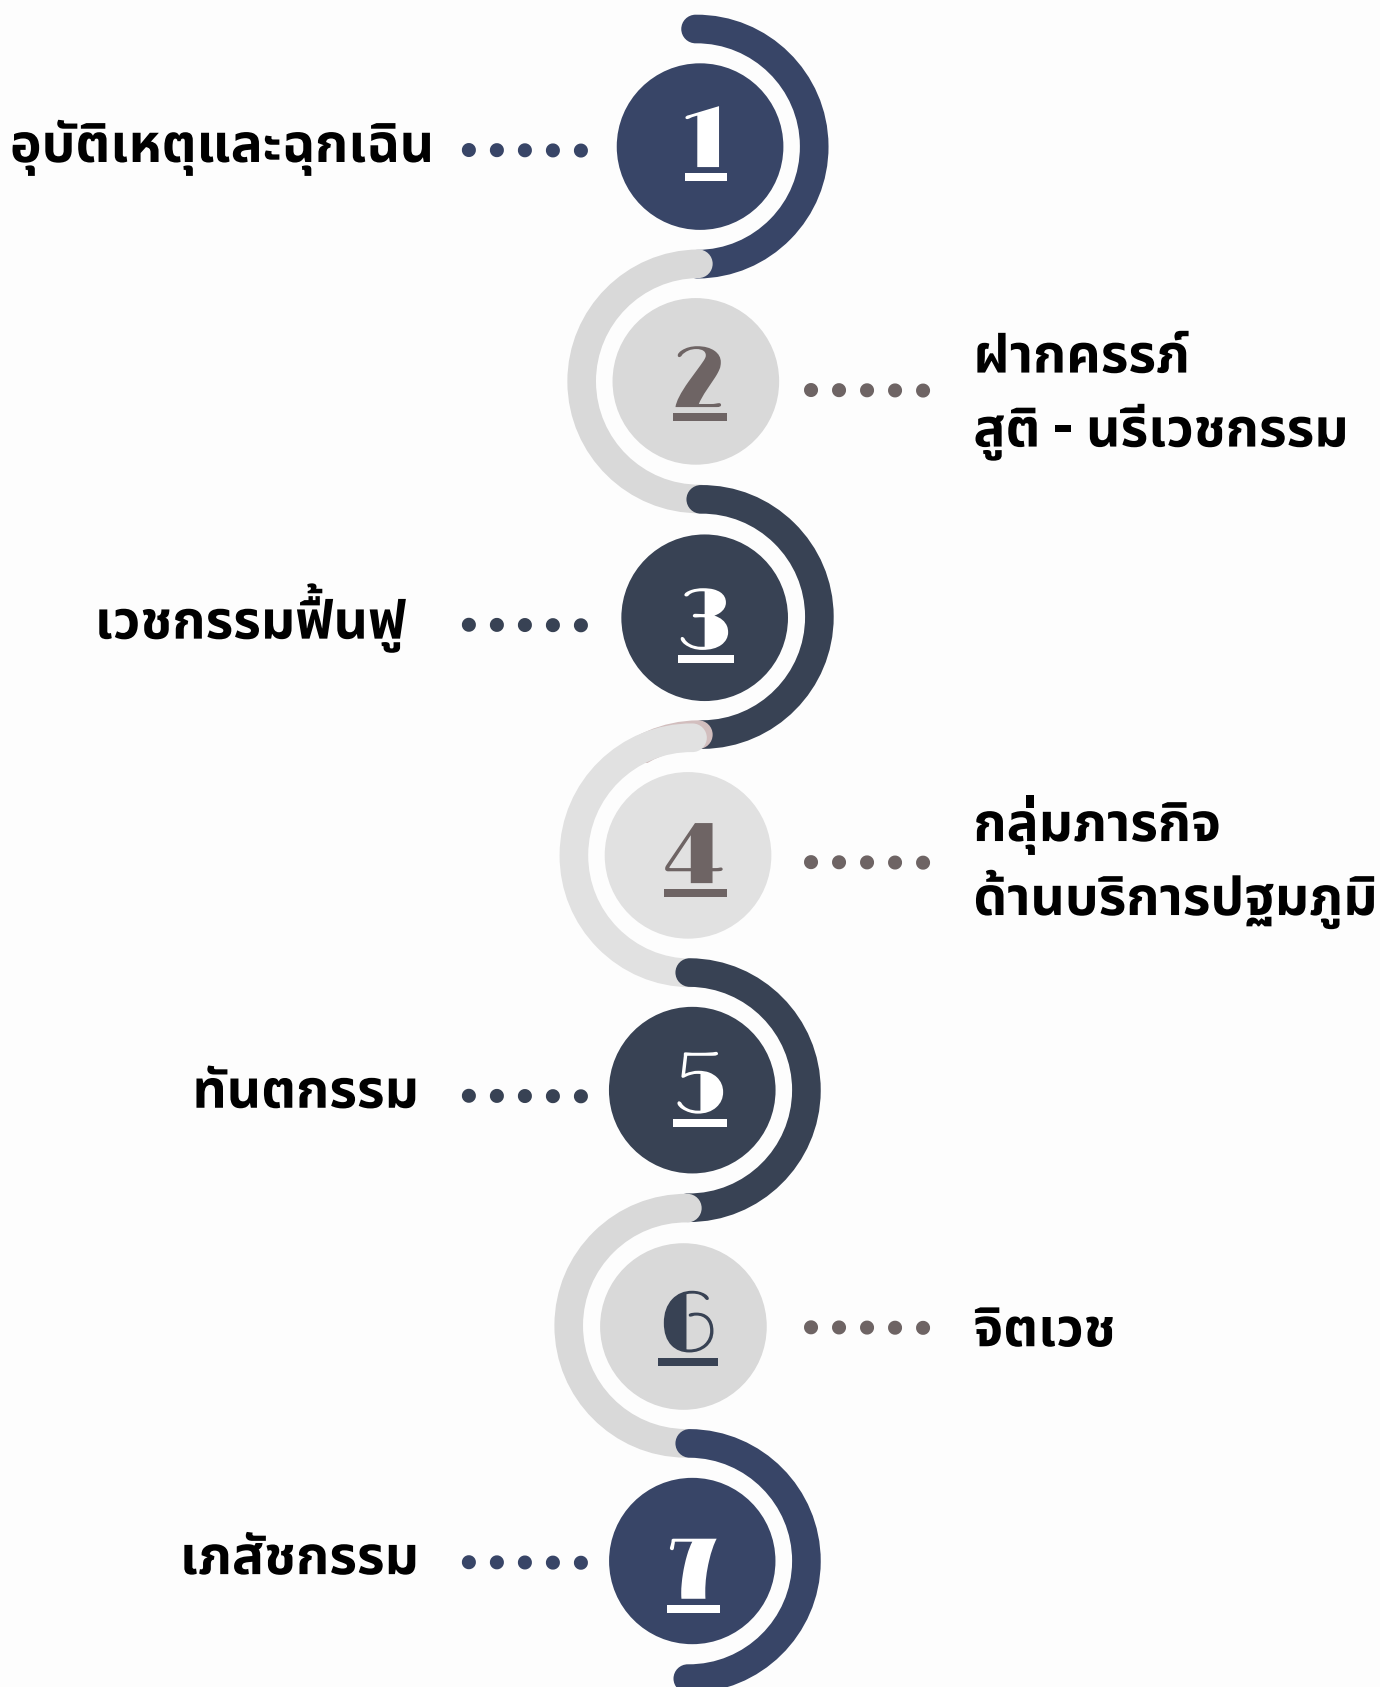 อุบัติเหตุและฉุกเฉิน
1
2
ฝากครรภ์
สูติ - นรีเวชกรรม
เวชกรรมฟื้นฟู
3
4
กลุ่มภารกิจ
ด้านบริการปฐมภูมิ
ทันตกรรม
5
6
จิตเวช
เภสัชกรรม
7